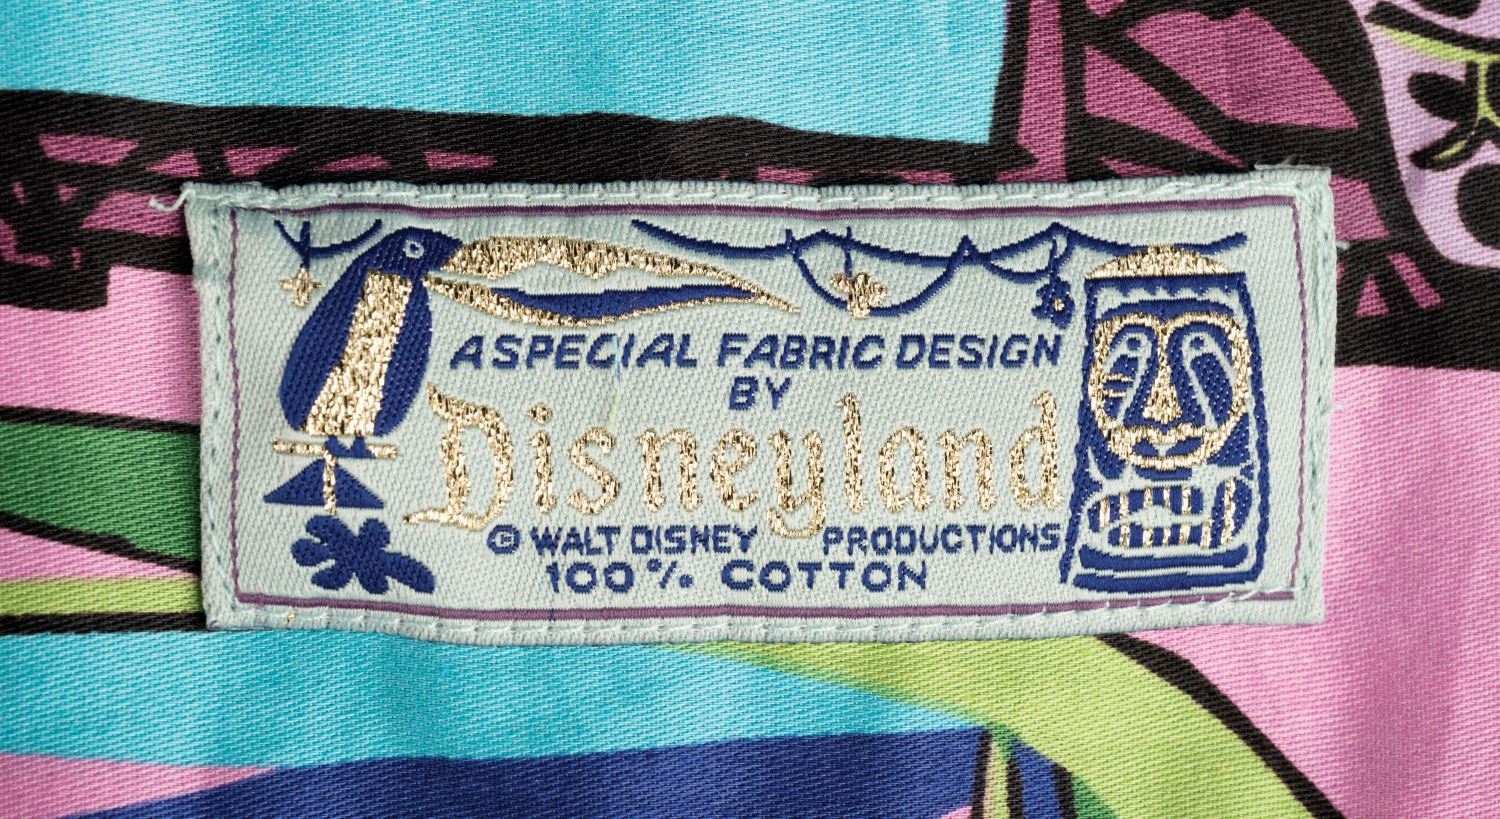 A SPECIAL FABRIC DESIGN
BY
Disneyland
© WALT DISNEY PRODUCTIONS
100% COTTON